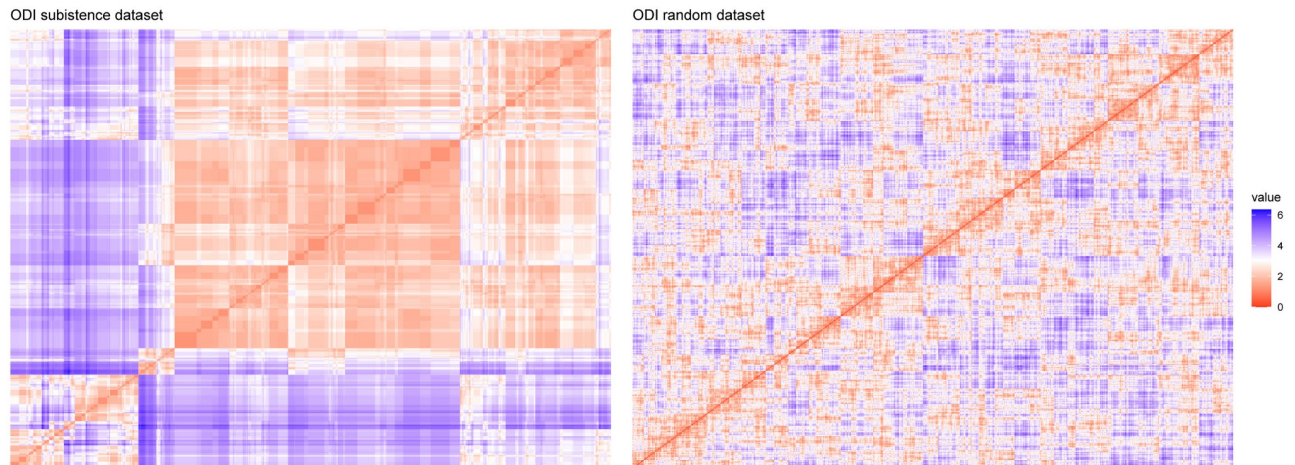 ODI subistence dataset
ODI random dataset
value
6
4
2
0